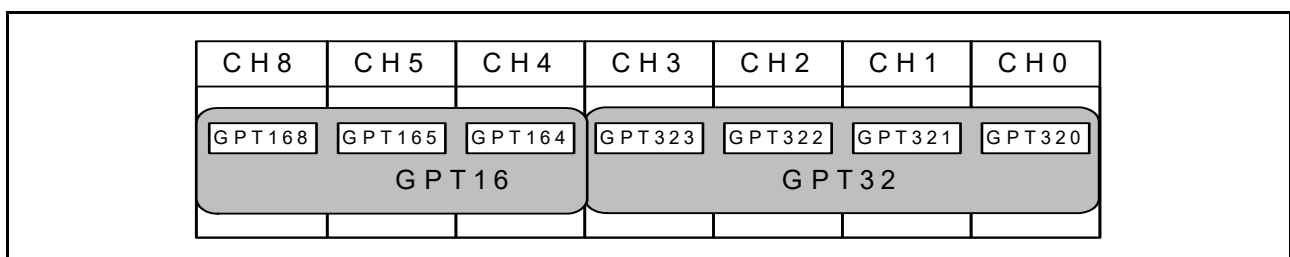 CH8 CH5 CH4 CH3 CH2 CH1 CH0
GPT168 GPT165 GPT164 GPT323 GPT322 GPT321 GPT320
GPT16 GPT32